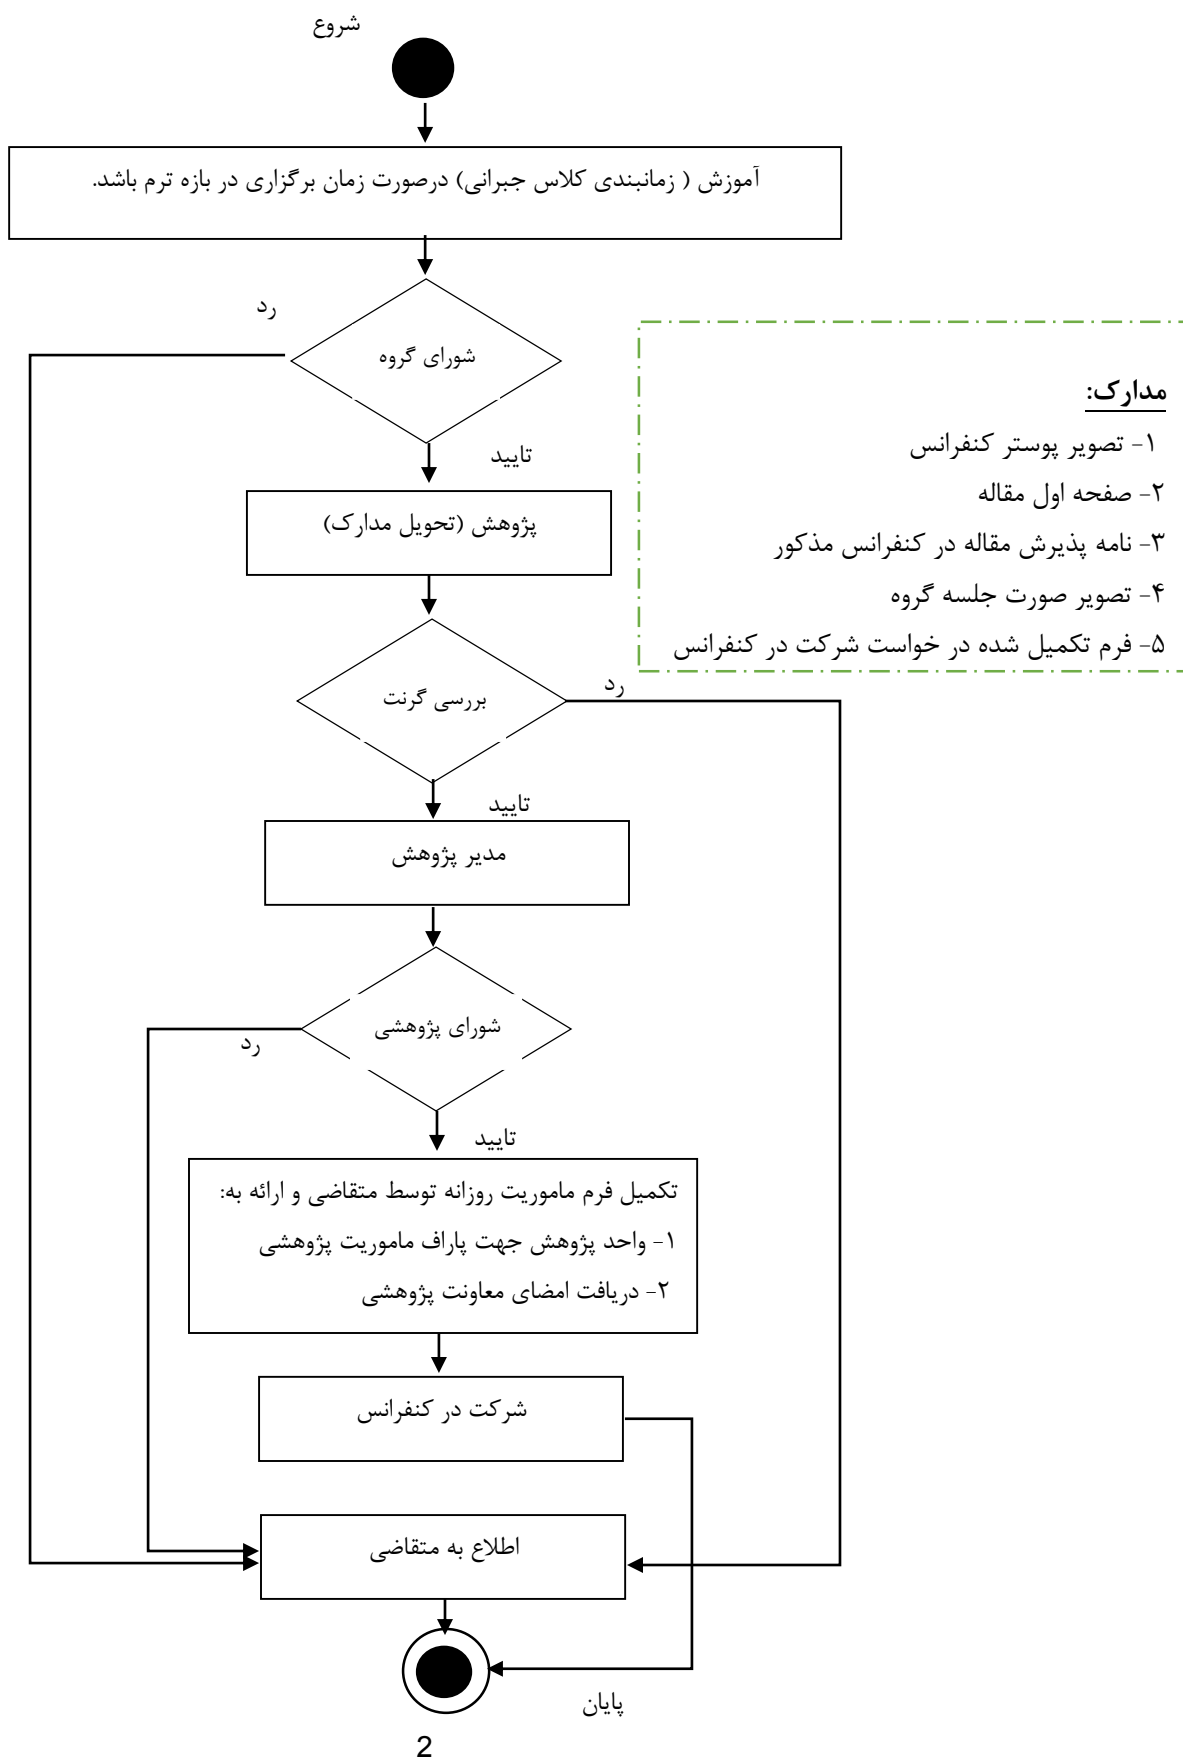 شروع
آموزش ( زمانبندی کلاس جبرانی) درصورت زمان برگزاری در بازه ترم باشد.
رد
شورای گروه
تایید
مدارک:
۱- تصویر پوستر کنفرانس
۲- صفحه اول مقاله
۳- نامه پذیرش مقاله در کنفرانس مذکور
۴- تصویر صورت جلسه گروه
۵- فرم تکمیل شده در خواست شرکت در کنفرانس
پژوهش (تحویل مدارک)
بررسی گرنت
رد
تایید
مدیر پژوهش
شورای پژوهشی
رد
تایید
تکمیل فرم ماموریت روزانه توسط متقاضی و ارائه به:
۱- واحد پژوهش جهت پاراف ماموریت پژوهشی
۲- دریافت امضای معاونت پژوهشی
شرکت در کنفرانس
اطلاع به متقاضی
پایان
2